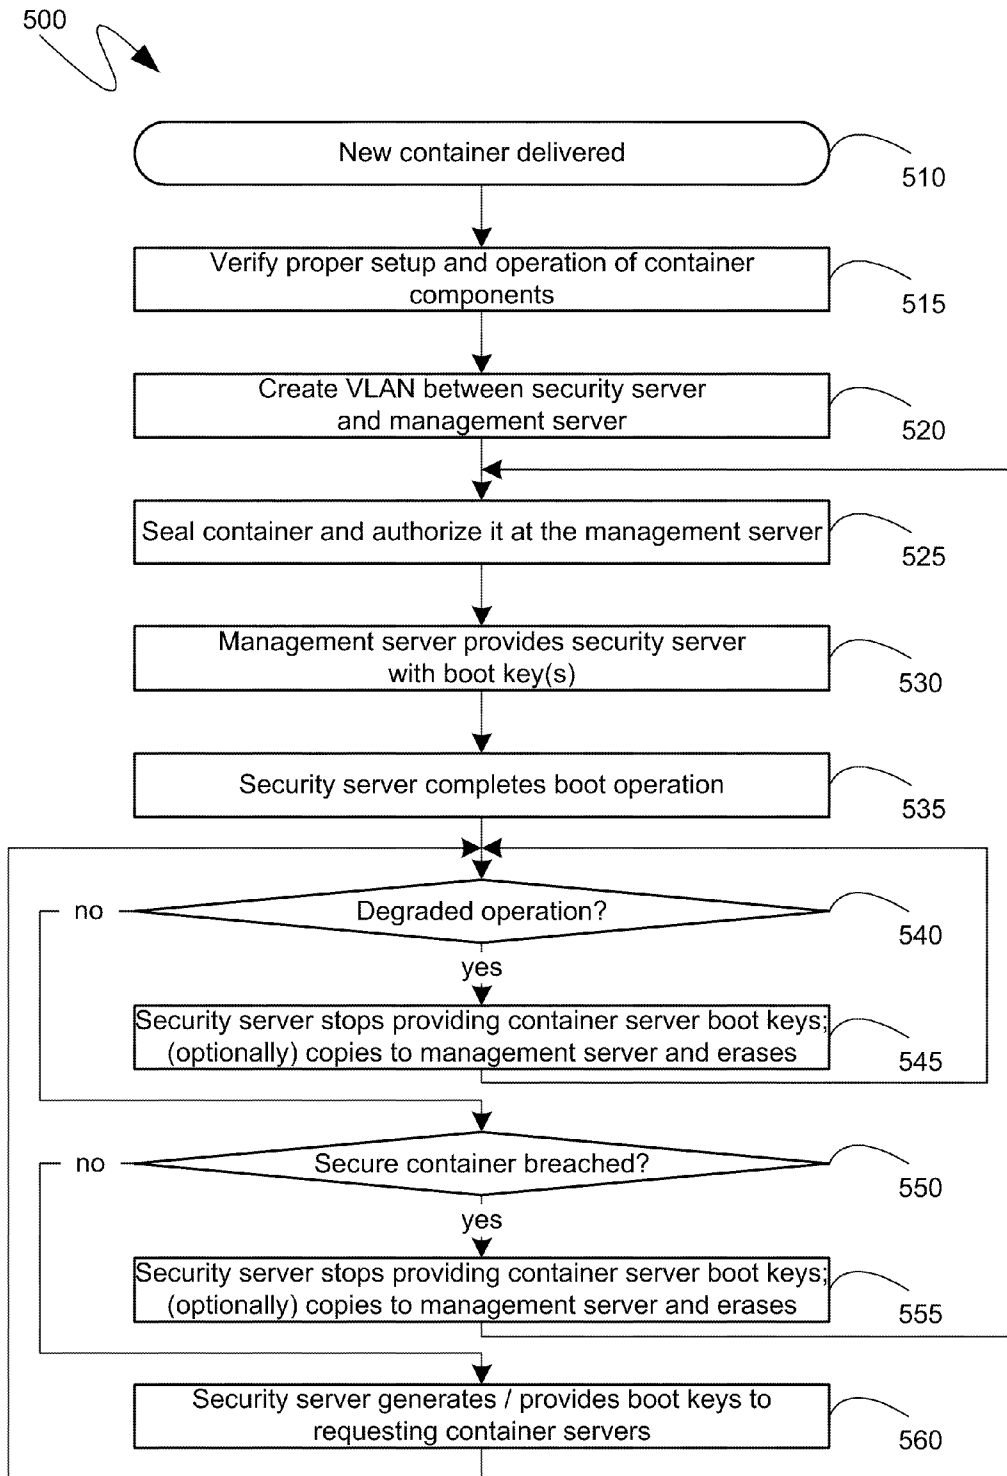 500
New container delivered
510
Verify proper setup and operation of container
components
515
Create VLAN between security server
and management server
520
Seal container and authorize it at the management server
525
Management server provides security server
with boot key(s)
530
Security server completes boot operation
535
no
Degraded operation?
540
yes
Security server stops providing container server boot keys;
(optionally) copies to management server and erases
545
no
Secure container breached?
550
yes
Security server stops providing container server boot keys;
(optionally) copies to management server and erases
555
Security server generates / provides boot keys to
requesting container servers
560